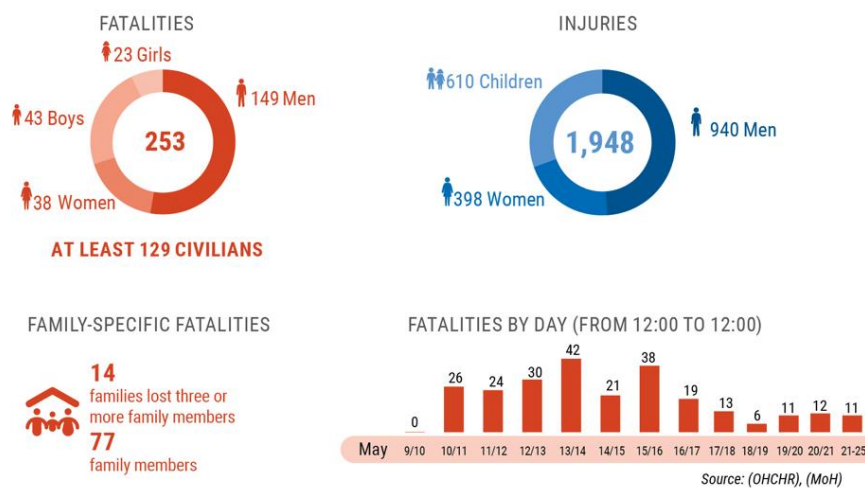 FATALITIES
23 Girls
149 Men
43 Boys
253
38 Women
AT LEAST 129 CIVILIANS
INJURIES
610 Children
940 Men
1,948
398 Women
FAMILY-SPECIFIC FATALITIES
14
families lost three or
more family members
77
family members
FATALITIES BY DAY (FROM 12:00 TO 12:00)
0 26 24 30 42 21 38 19 13 6 11 12 11
May 9/10 10/11 11/12 12/13 13/14 14/15 15/16 16/17 17/18 18/19 19/20 20/21 21-25
Source: (OHCHR), (MoH)